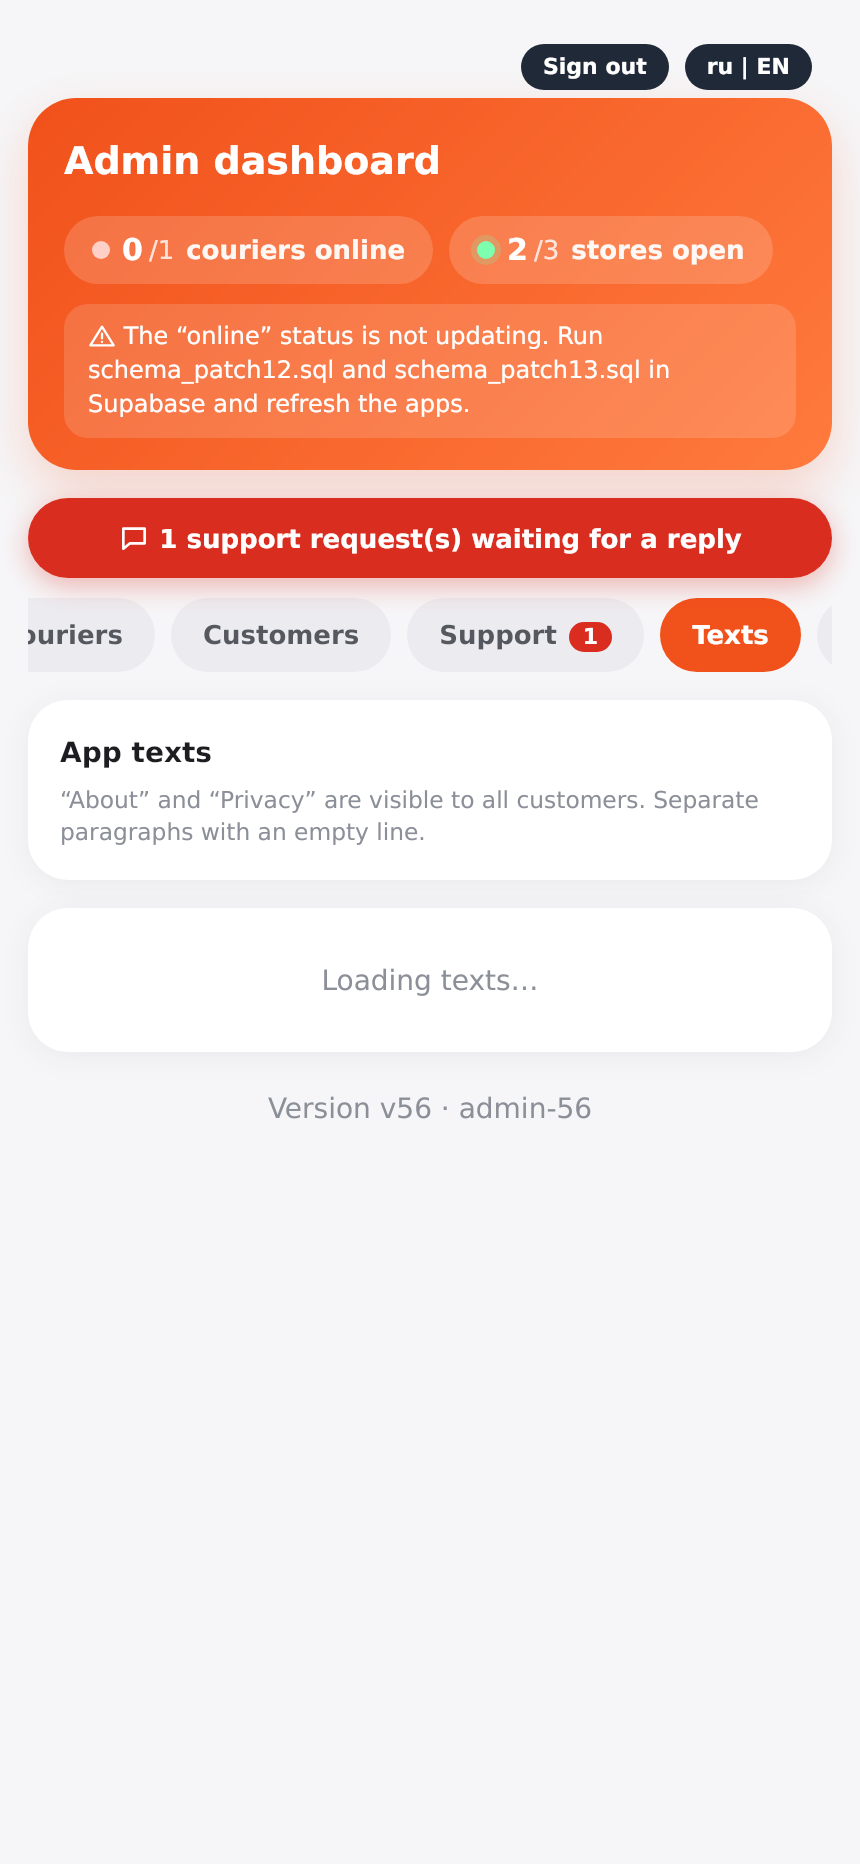 Sign out
ru | EN
Admin dashboard
0 /1 couriers online
2 /3 stores open
The “online” status is not updating. Run
schema_patch12.sql and schema_patch13.sql in
Supabase and refresh the apps.
1 support request(s) waiting for a reply
ouriers
Customers
Support 1
Texts
App texts
“About” and “Privacy” are visible to all customers. Separate
paragraphs with an empty line.
Loading texts...
Version v56 · admin-56